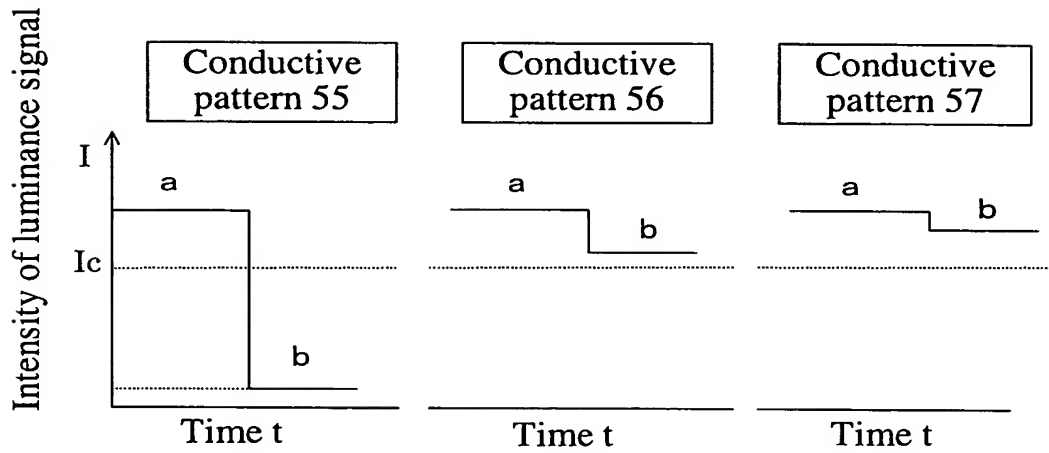 Intensity of luminance signal
Conductive
pattern 55
Conductive
pattern 56
Conductive
pattern 57
I
a
a
a
b
b
Ic
b
Time t
Time t
Time t